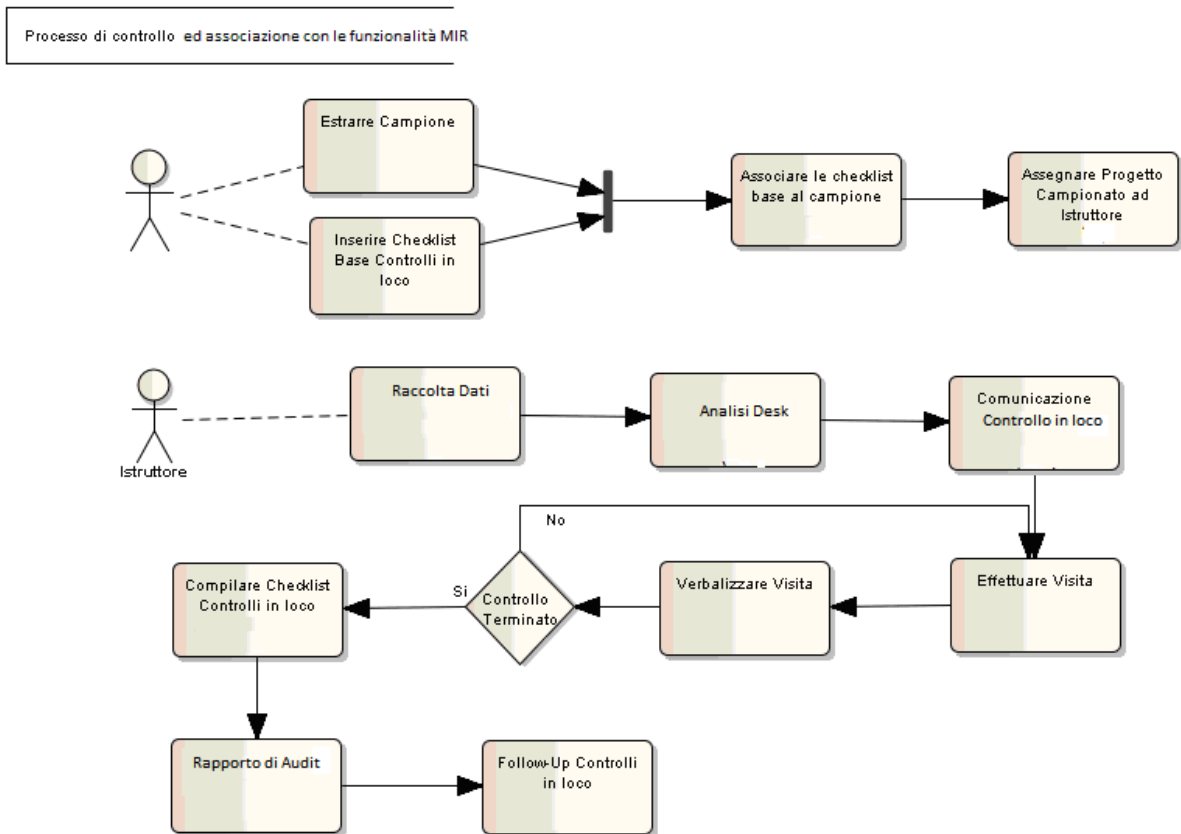 Processo di controllo ed associazione con le funzionalità MIR
Estrarre Campione
Inserire Checklist
Base Controlli in
loco
Associare le checklist
base al campione
Assegnare Progetto
Campionato ad
Istruttore
Istruttore
Raccolta Dati
Analisi Desk
Comunicazione
Controllo in loco
No
Effettuare Visita
Verbalizzare Visita
Controllo
Terminato
Si
Compilare Checklist
Controlli in loco
Rapporto di Audit
Follow-Up Controlli
in loco